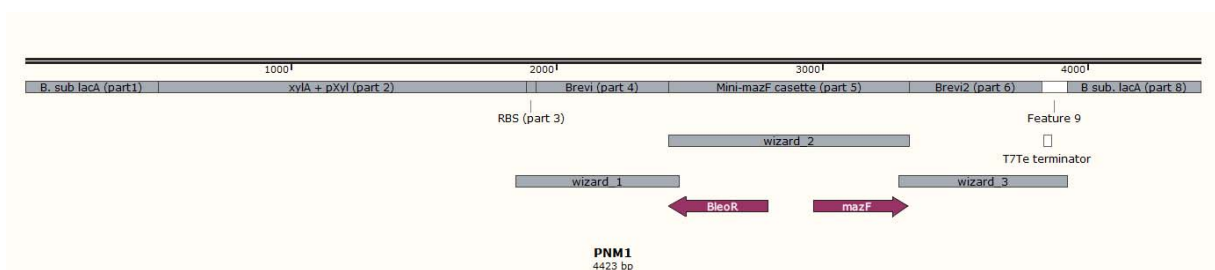 1000 2000 3000 4000
B. sub lacA (part1) xylA + pXyl (part 2) Brevi (part 4) Mini-mazF casette (part 5) Brevi2 (part 6) B sub. lacA (part 8)
RBS (part 3) Feature 9
wizard_2
T7Te terminator
wizard_1 wizard_3
BleoR mazF
PNM1
4423 bp